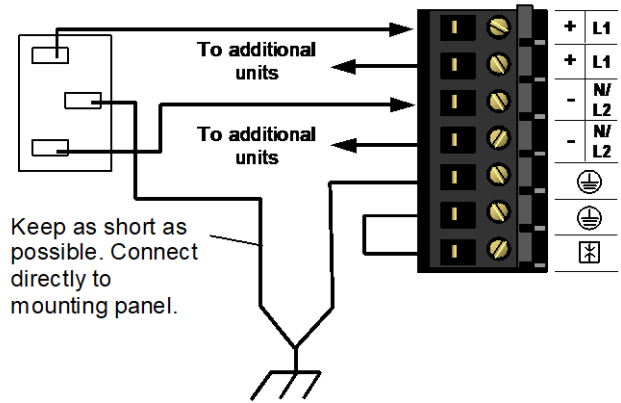 + L1
To additional
units
+ L1
- N/
L2
To additional
units
- N/
L2
Keep as short as
possible. Connect
directly to
mounting panel.